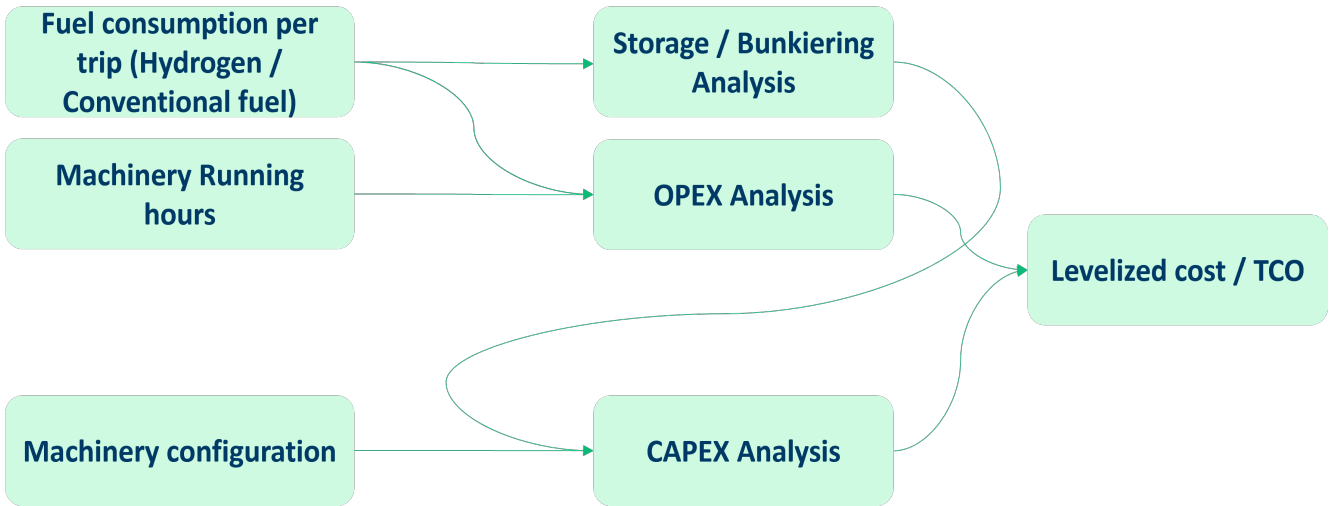 Fuel consumption per
trip (Hydrogen /
Conventional fuel)
Storage / Bunkiering
Analysis
Machinery Running
hours
OPEX Analysis
Levelized cost / TCO
Machinery configuration
CAPEX Analysis